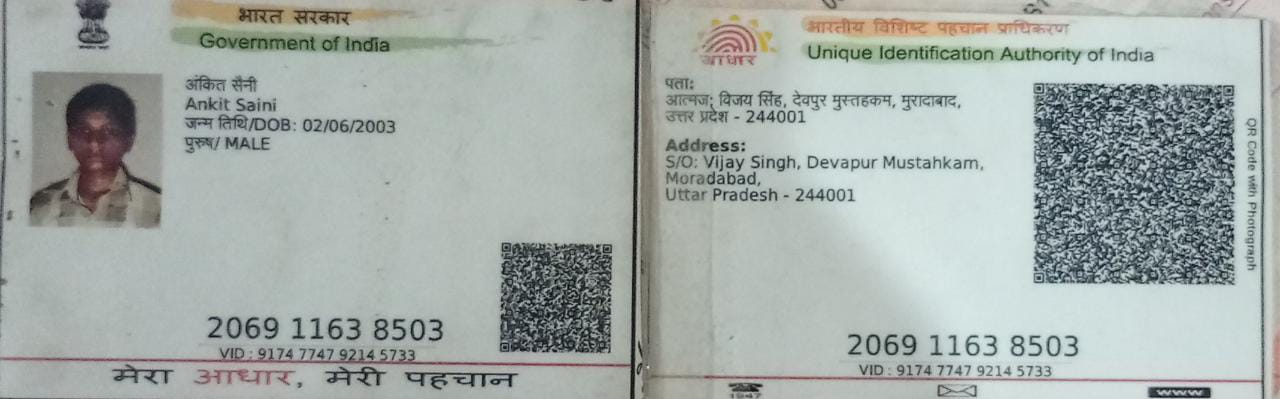 भारत सरकार
Government of India
अंकित सैनी
Ankit Saini
जन्म तिथि/DOB: 02/06/2003
पुरुष/ MALE
2069 1163 8503
VID : 9174 7747 9214 5733
मेरा आधार, मेरी पहचान
भारतीय विशिष्ट पहचान प्राधिकरण
Unique Identification Authority of India
आधार
पता:
आत्मज: विजय सिंह, देवपुर मुस्तहकम, मुरादाबाद,
उत्तर प्रदेश - 244001
Address:
S/O: Vijay Singh, Devapur Mustahkam,
Moradabad,
Uttar Pradesh - 244001
QR Code with Photograph
2069 1163 8503
VID : 9174 7747 9214 5733
1947
www